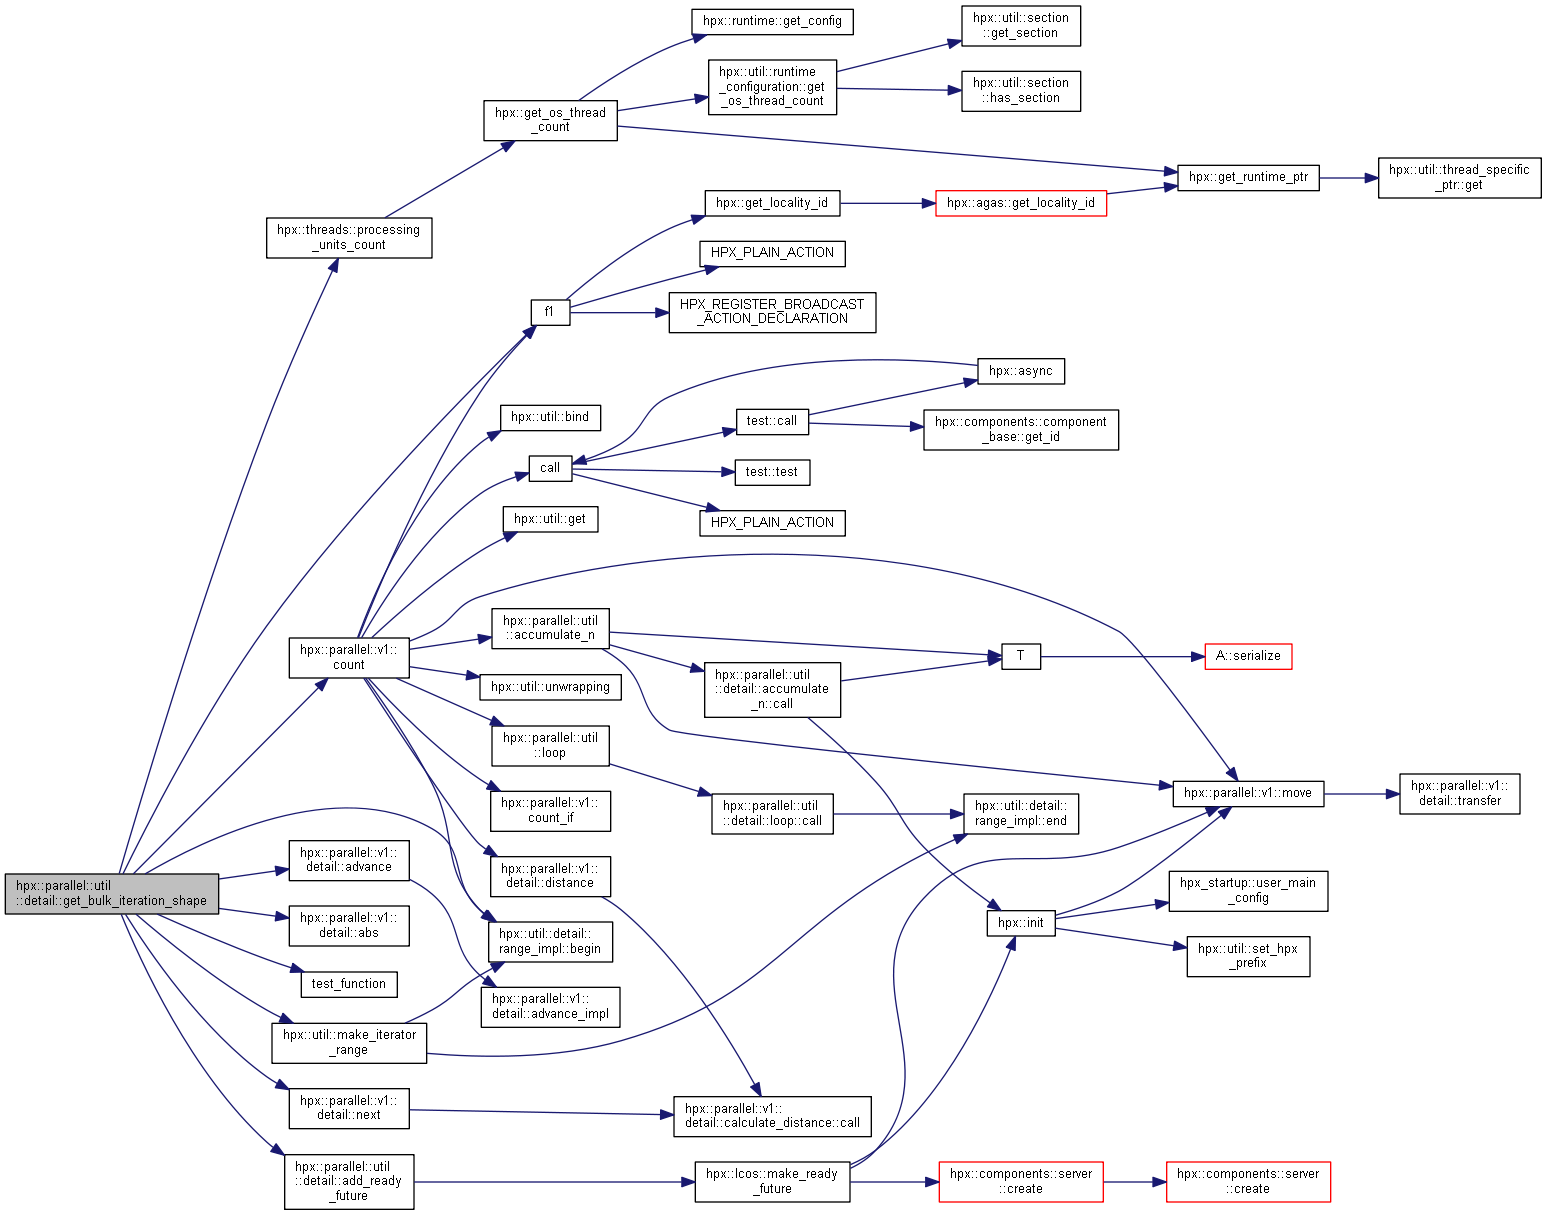 hpx::runtime::get_config
hpx::util::section
::get_section
hpx::util::runtime
_configuration::get
_os_thread_count
hpx::util::section
::has_section
hpx::get_os_thread
_count
hpx::get_runtime_ptr
hpx::util::thread_specific
_ptr::get
hpx::get_locality_id
hpx::agas::get_locality_id
hpx::threads::processing
_units_count
HPX_PLAIN_ACTION
f1
HPX_REGISTER_BROADCAST
_ACTION_DECLARATION
hpx::async
hpx::util::bind
test::call
hpx::components::component
_base::get_id
call
test::test
hpx::util::get
HPX_PLAIN_ACTION
hpx::parallel::v1::
count
hpx::parallel::util
::accumulate_n
T
A::serialize
hpx::util::unwrapping
hpx::parallel::util
::detail::accumulate
_n::call
hpx::parallel::util
::loop
hpx::parallel::v1::move
hpx::parallel::v1::
detail::transfer
hpx::parallel::v1::
count_if
hpx::parallel::util
::detail::loop::call
hpx::util::detail::
range_impl::end
hpx::parallel::v1::
detail::advance
hpx::parallel::v1::
detail::distance
hpx::parallel::util
::detail::get_bulk_iteration_shape
hpx_startup::user_main
_config
hpx::parallel::v1::
detail::abs
hpx::util::detail::
range_impl::begin
hpx::init
hpx::util::set_hpx
_prefix
test_function
hpx::parallel::v1::
detail::advance_impl
hpx::util::make_iterator
_range
hpx::parallel::v1::
detail::next
hpx::parallel::v1::
detail::calculate_distance::call
hpx::parallel::util
::detail::add_ready
_future
hpx::lcos::make_ready
_future
hpx::components::server
::create
hpx::components::server
::create